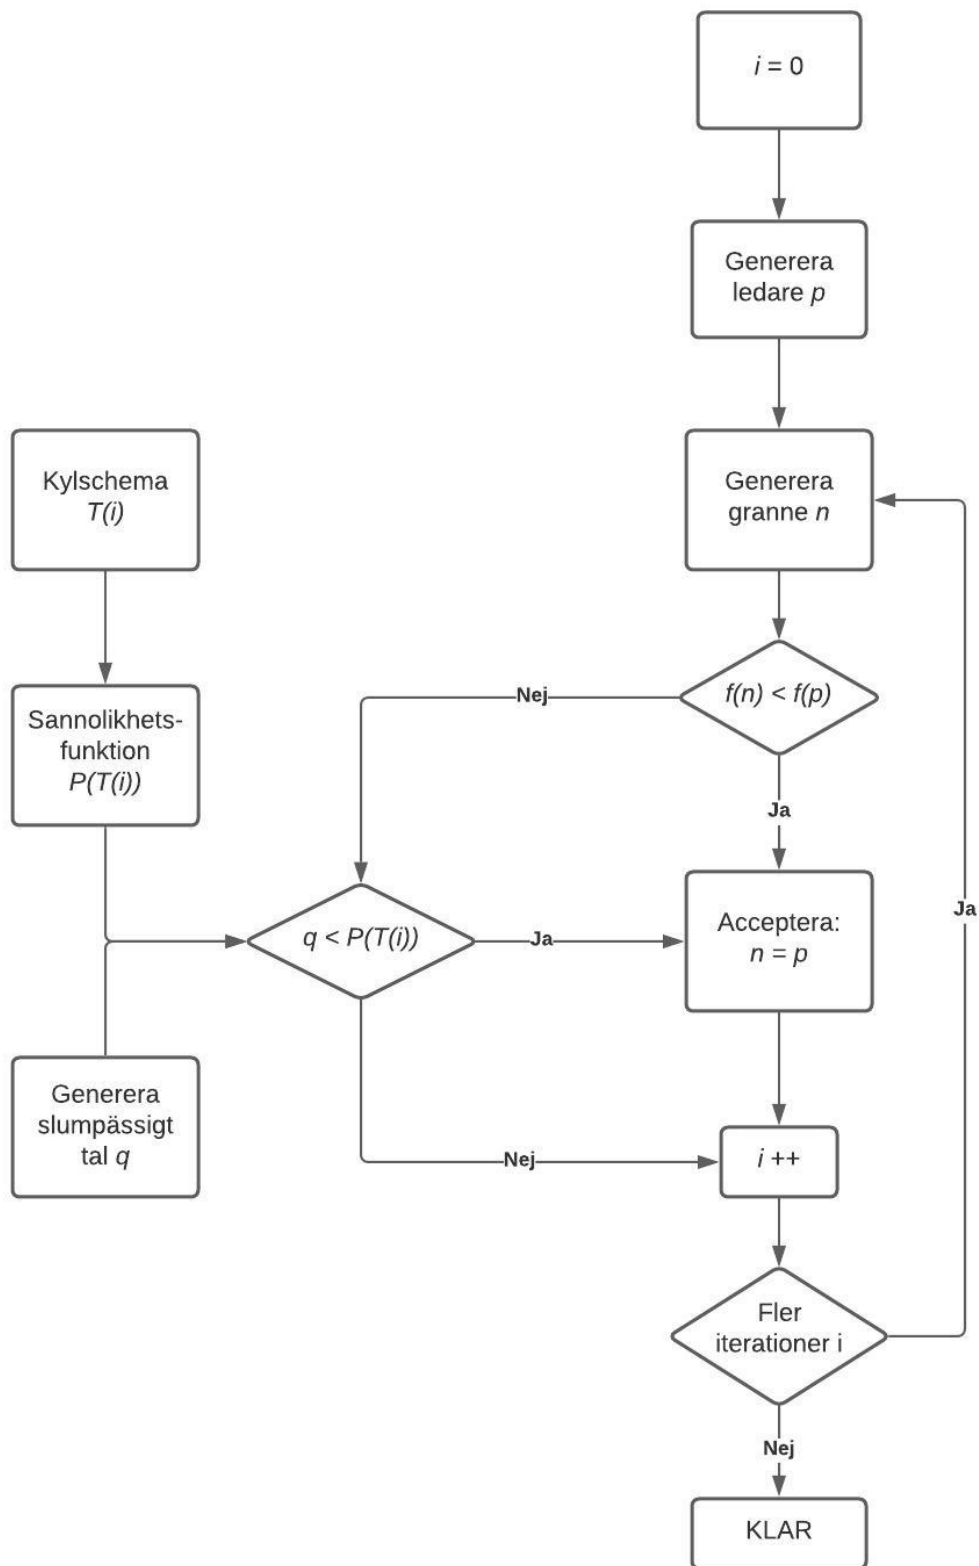 i = 0
Generera
ledare p
Generera
granne n
Kylschema
T(i)
f(n) < f(p)
Nej
Ja
Sannolikhets-
funktion
P(T(i))
q < P(T(i))
Ja
Acceptera:
n = p
Ja
Generera
slumpässigt
tal q
Nej
i ++
Fler
iterationer i
Nej
KLAR